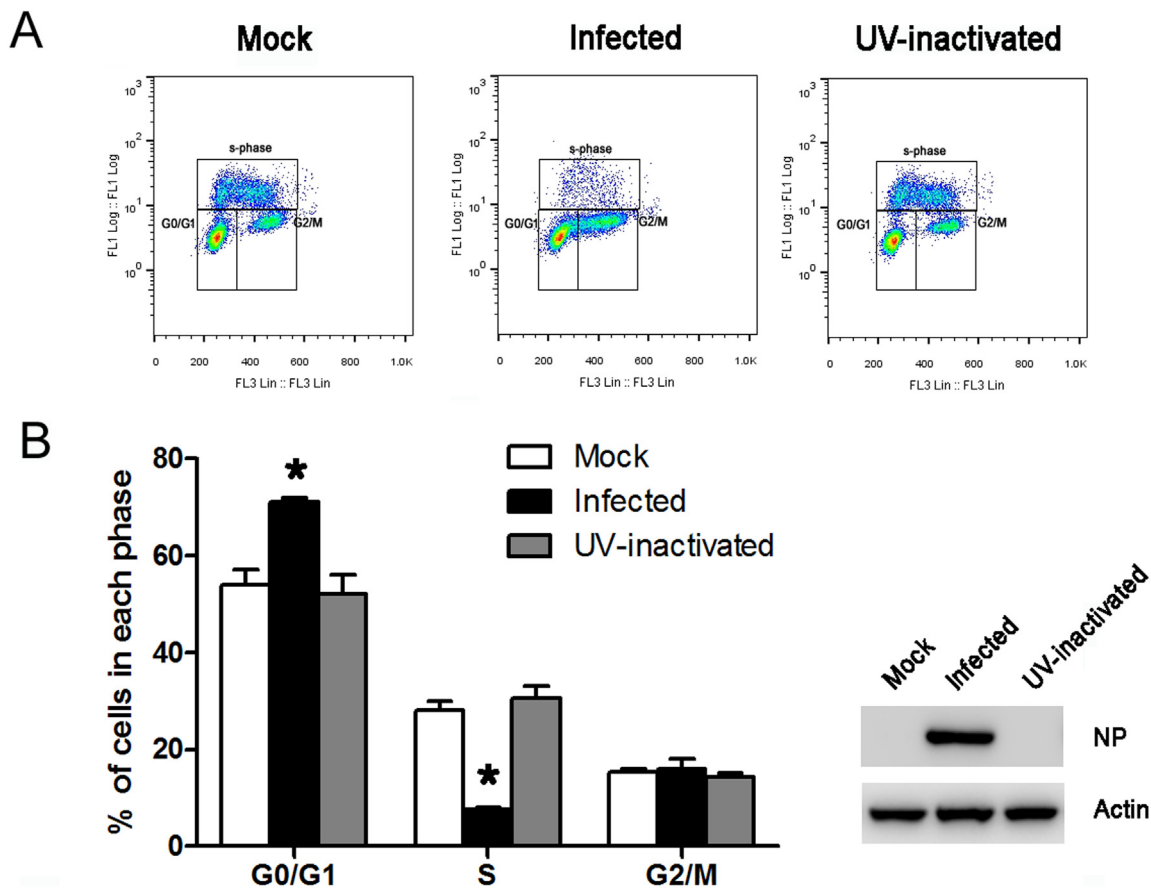 A
Mock
Infected
UV-inactivated
FL1 Log :: FL1 Log
10³
10²
10¹
10⁰
s-phase
G0/G1
G2/M
0 200 400 600 800 1.0K
FL3 Lin :: FL3 Lin
FL1 Log :: FL1 Log
10³
10²
10¹
10⁰
s-phase
G0/G1
G2/M
0 200 400 600 800 1.0K
FL3 Lin :: FL3 Lin
FL1 Log :: FL1 Log
10³
10²
10¹
10⁰
s-phase
G0/G1
G2/M
0 200 400 600 800 1.0K
FL3 Lin :: FL3 Lin
B
% of cells in each phase
80
60
40
20
0
*
*
Mock
Infected
UV-inactivated
G0/G1 S G2/M
Mock
Infected
UV-inactivated
NP
Actin